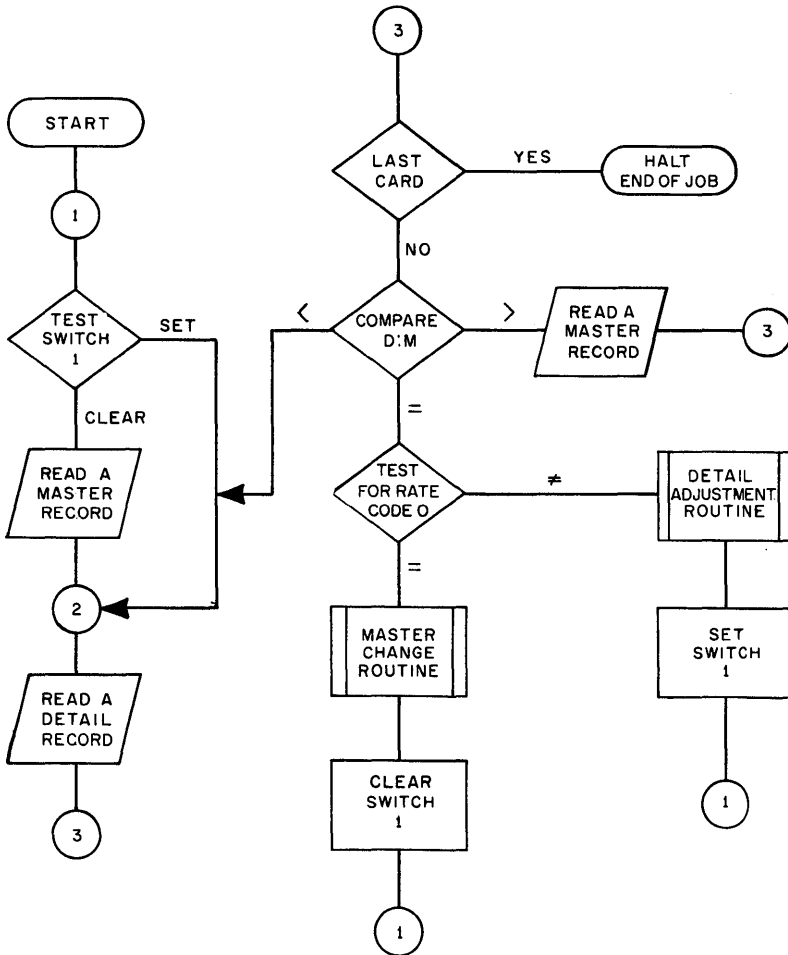 START
1
TEST
SWITCH
1
SET
CLEAR
READ A
MASTER
RECORD
2
READ A
DETAIL
RECORD
3
3
LAST
CARD
YES
HALT
END OF JOB
NO
<
COMPARE
D:M
>
READ A
MASTER
RECORD
3
=
TEST
FOR RATE
CODE 0
≠
DETAIL
ADJUSTMENT
ROUTINE
=
MASTER
CHANGE
ROUTINE
SET
SWITCH
1
CLEAR
SWITCH
1
1
1